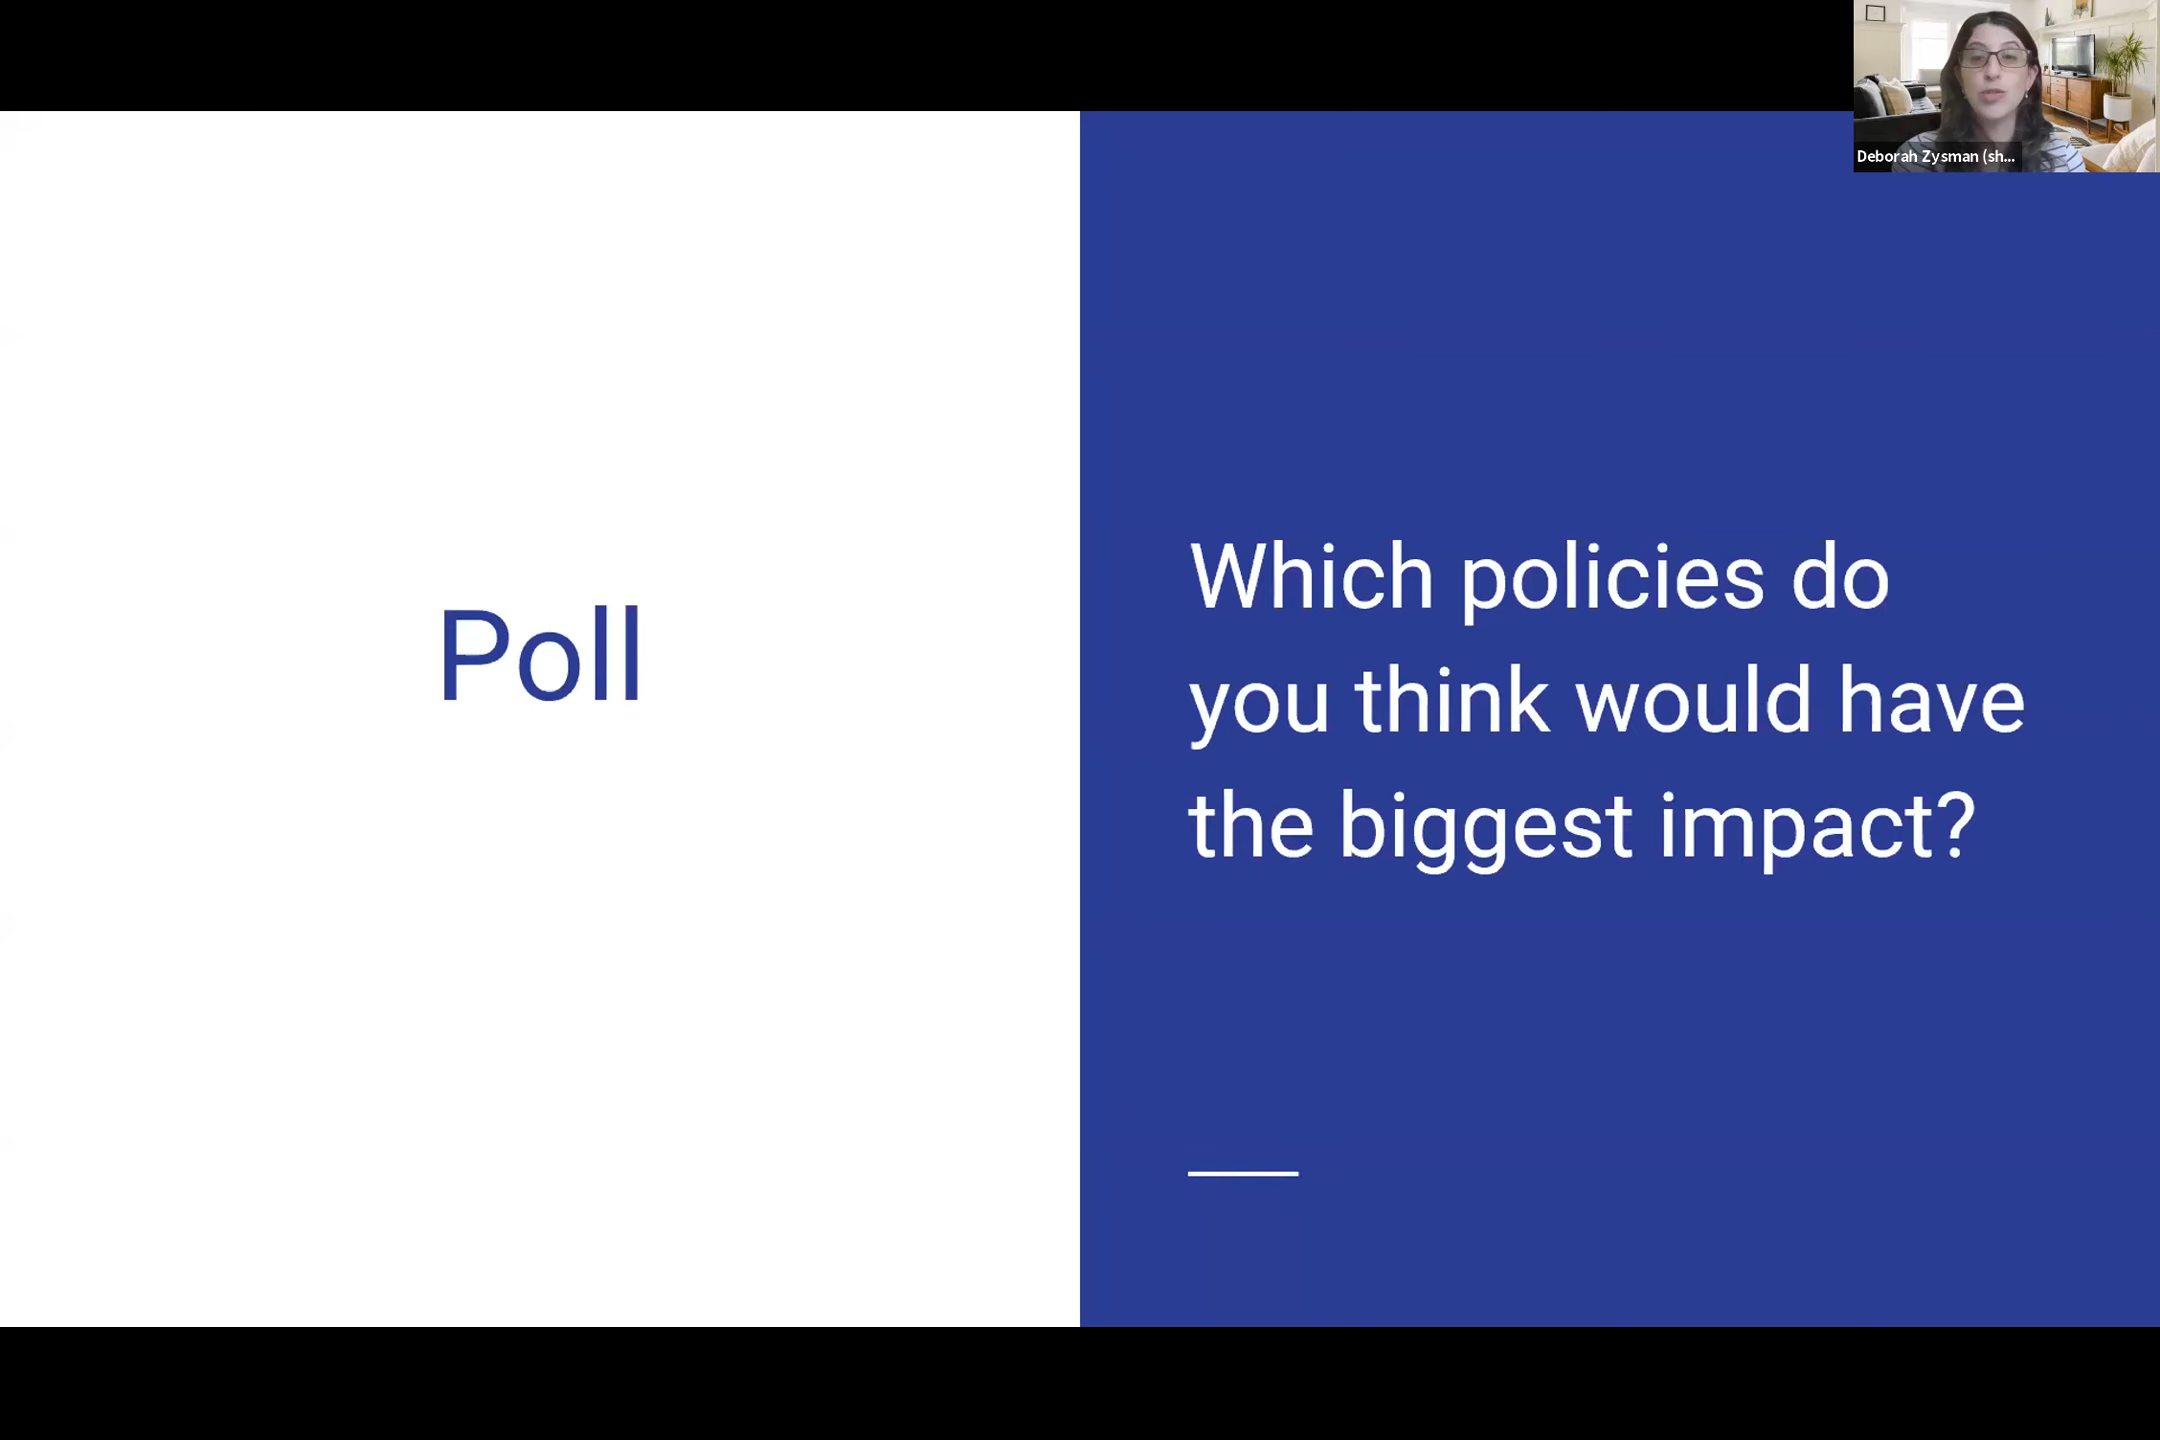 Deborah Zysman (sh...
Poll
Which policies do
you think would have
the biggest impact?